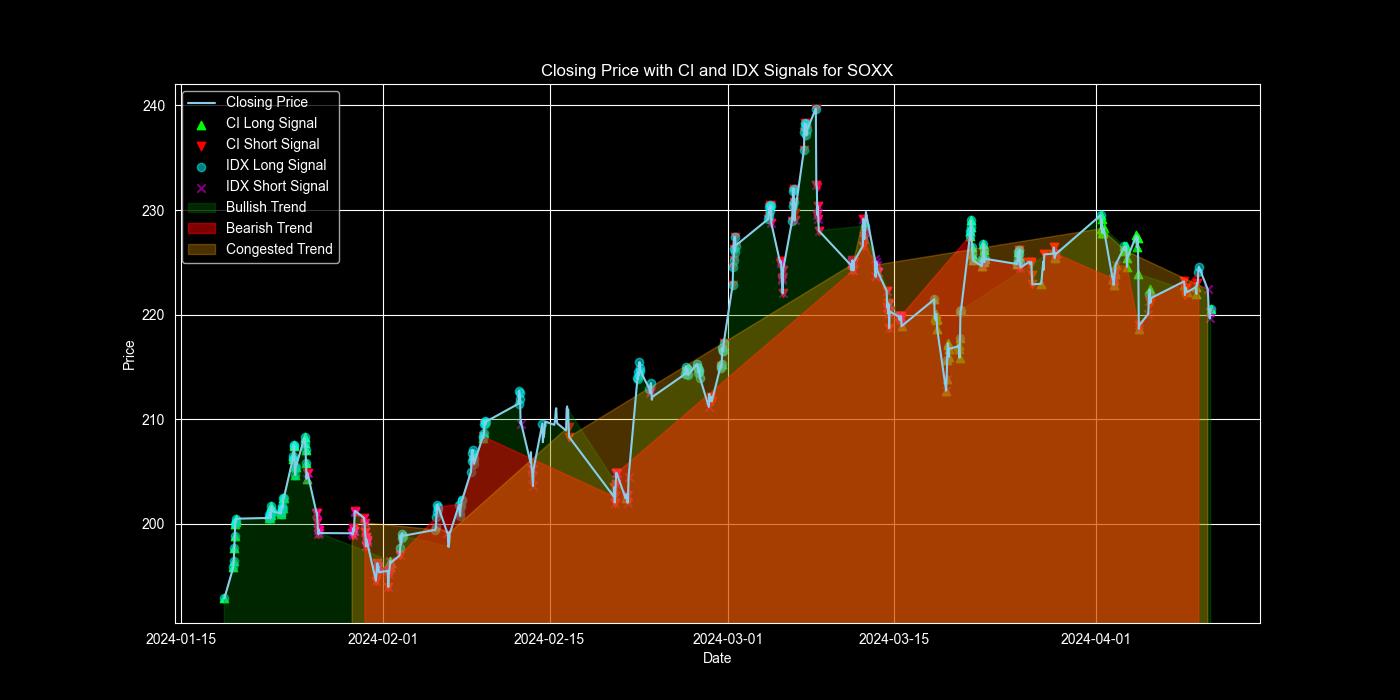 Closing Price with CI and IDX Signals for SOXX
Closing Price
CI Long Signal
CI Short Signal
IDX Long Signal
IDX Short Signal
Bullish Trend
Bearish Trend
Congested Trend
240
230
220
210
200
Price
2024-01-15 2024-02-01 2024-02-15 2024-03-01 2024-03-15 2024-04-01
Date